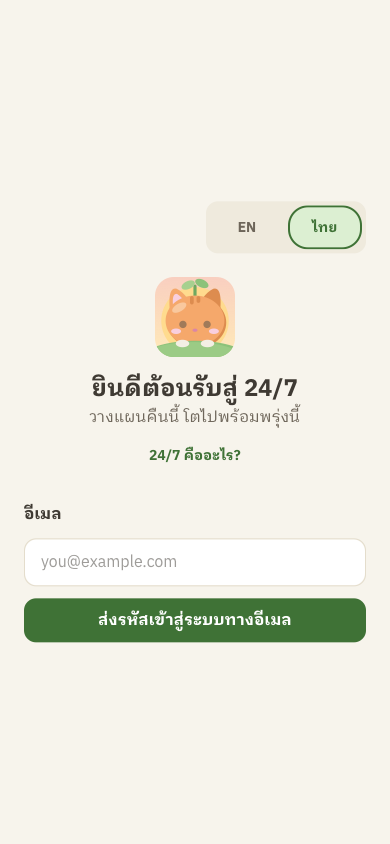 EN
ไทย
ยินดีต้อนรับสู่ 24/7
วางแผนคืนนี้ โตไปพร้อมพรุ่งนี้
24/7 คืออะไร?
อีเมล
you@example.com
ส่งรหัสเข้าสู่ระบบทางอีเมล